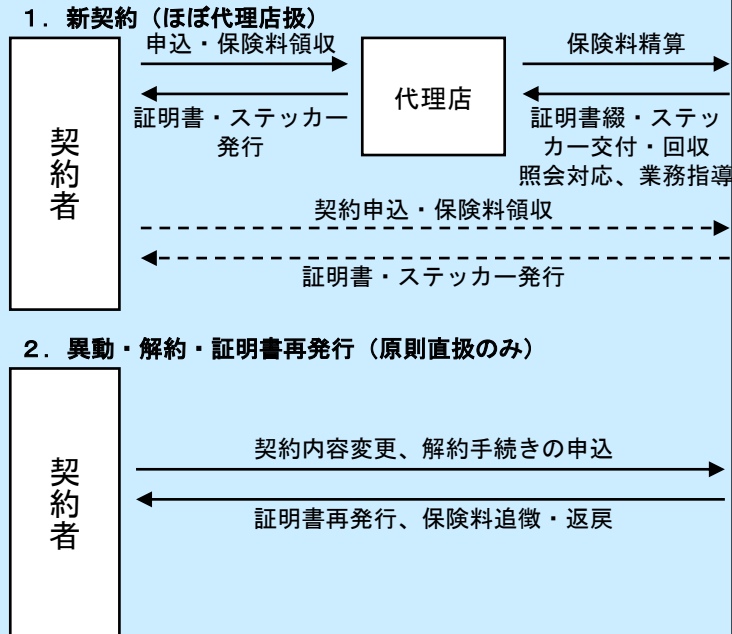 １．新契約（ほぼ代理店扱）
申込・保険料領収
保険料精算
契約者
代理店
証明書・ステッカー
発行
証明書綴・ステッ
カー交付・回収
照会対応、業務指導
契約申込・保険料領収
証明書・ステッカー発行
２．異動・解約・証明書再発行（原則直扱のみ）
契約者
契約内容変更、解約手続きの申込
証明書再発行、保険料追徴・返戻